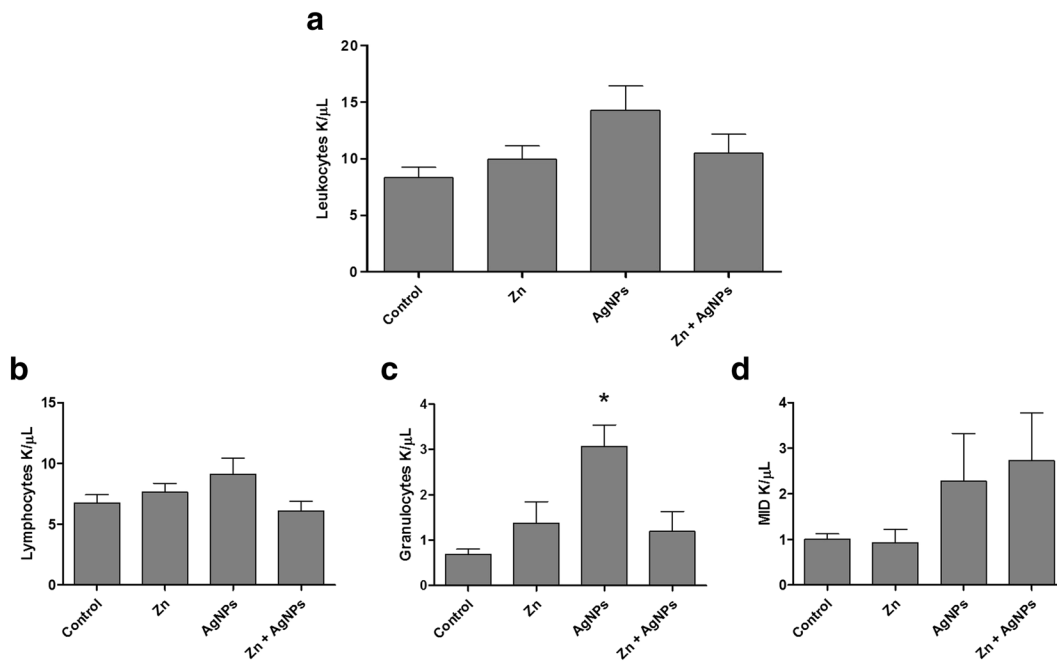 a
Leukocytes K/μL
20
15
10
5
0
Control
Zn
AgNPs
Zn + AgNPs
b
Lymphocytes K/μL
15
10
5
0
Control
Zn
AgNPs
Zn + AgNPs
c
Granulocytes K/μL
4
3
2
1
0
*
Control
Zn
AgNPs
Zn + AgNPs
d
MID K/μL
4
3
2
1
0
Control
Zn
AgNPs
Zn + AgNPs